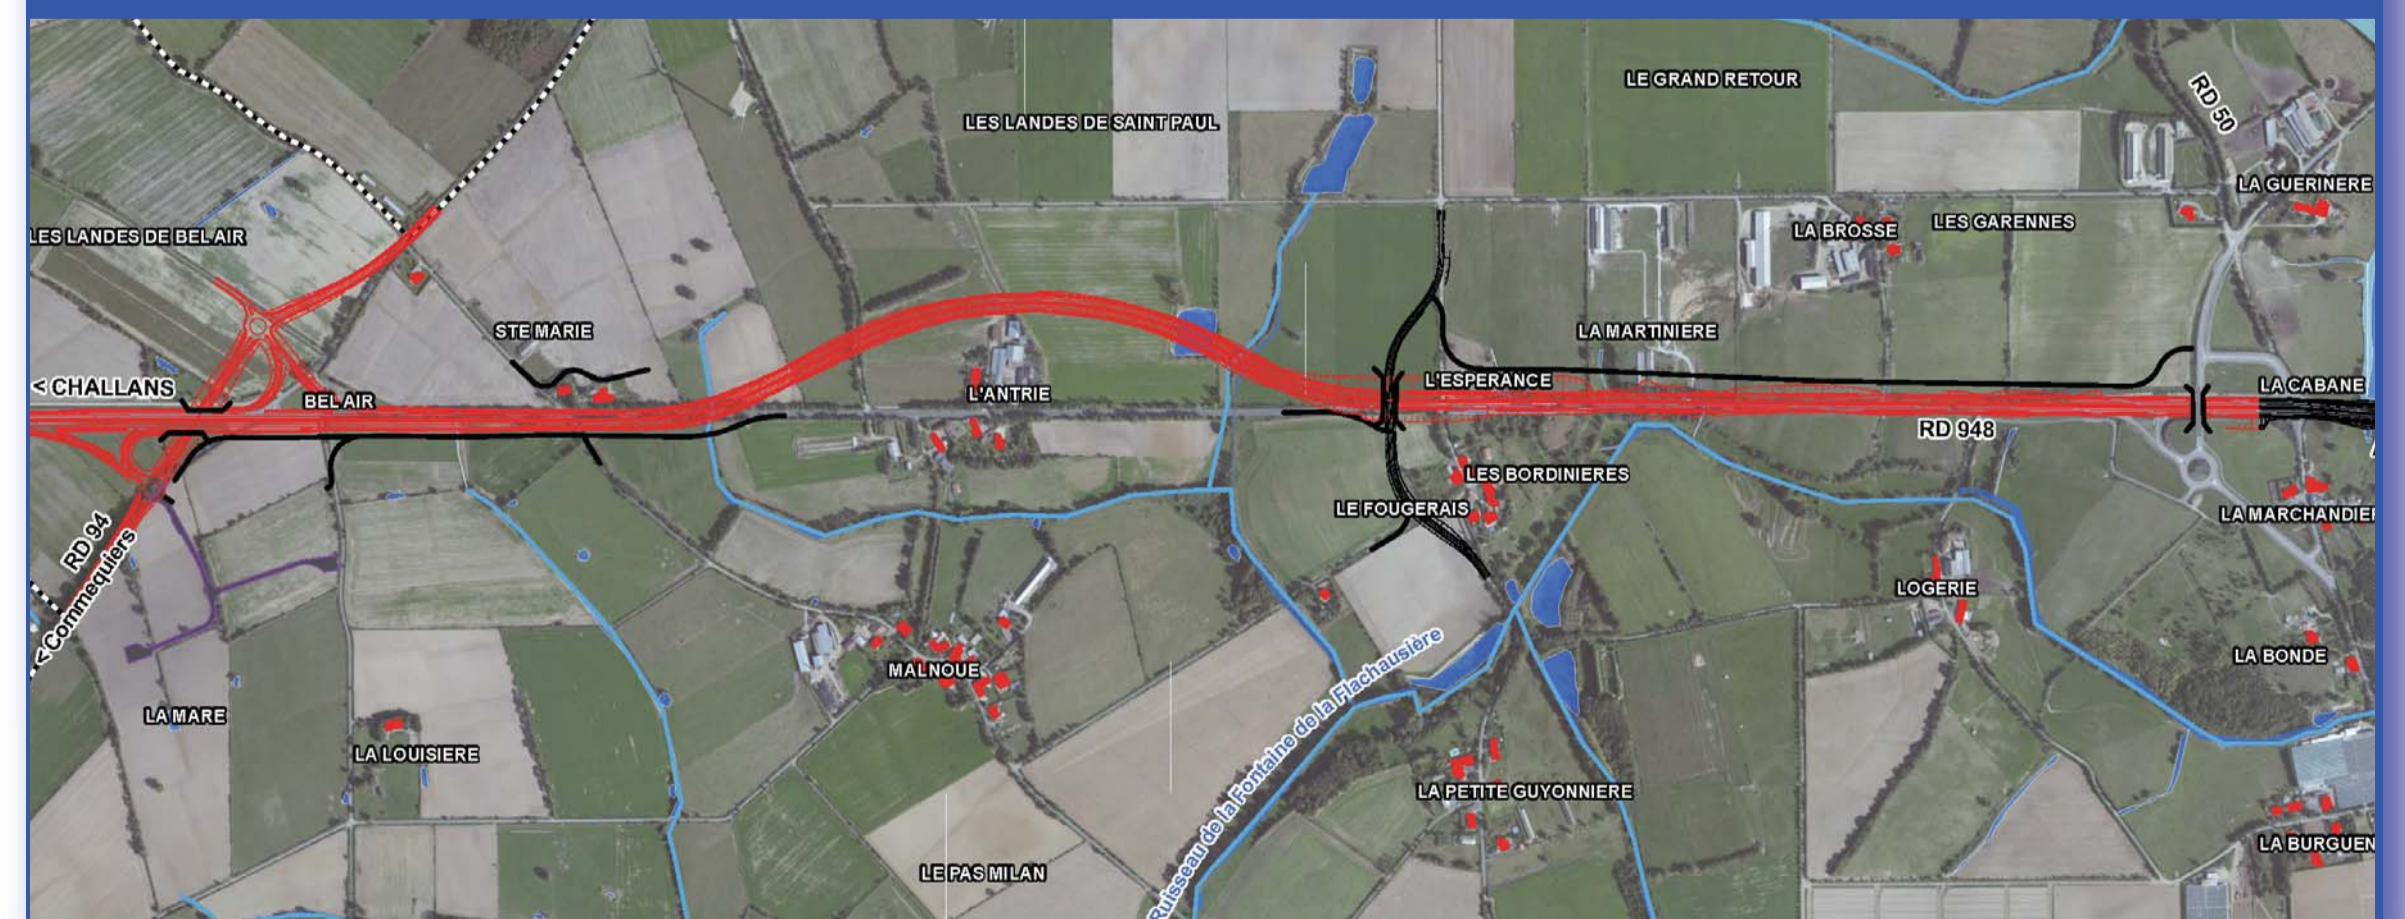 LE GRAND RETOUR
RD 50
LES LANDES DE SAINT PAUL
LA GUERINERE
LES LANDES DE BEL AIR
LA BROSSE
LES GARENNES
STE MARIE
LA MARTINIERE
< CHALLANS
BEL AIR
L'ANTRIE
L'ESPERANCE
LA CABANE
RD 948
LES BORDINIERES
LE FOUGERAIS
LA MARCHANDIE
RD 94
< Commequiers
LOGERIE
MALNOUE
LA BONDE
Ruisseau de la Fontaine de la Flachausière
LA MARE
LA LOUISIERE
LA PETITE GUYONNIERE
LA BURGUEN
LE PAS MILAN